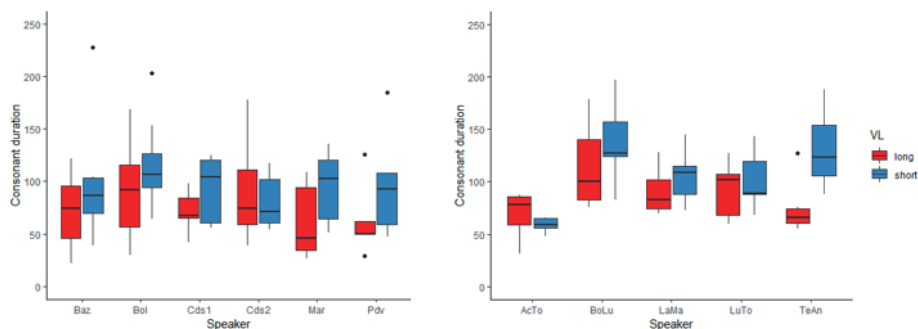 250
200
150
100
50
0
Consonant duration
Baz Bol Cds1 Cds2 Mar Pdv
Speaker
250
200
150
100
50
0
Consonant duration
AcTo BoLu LaMa LuTo TeAn
Speaker
VL
long
short